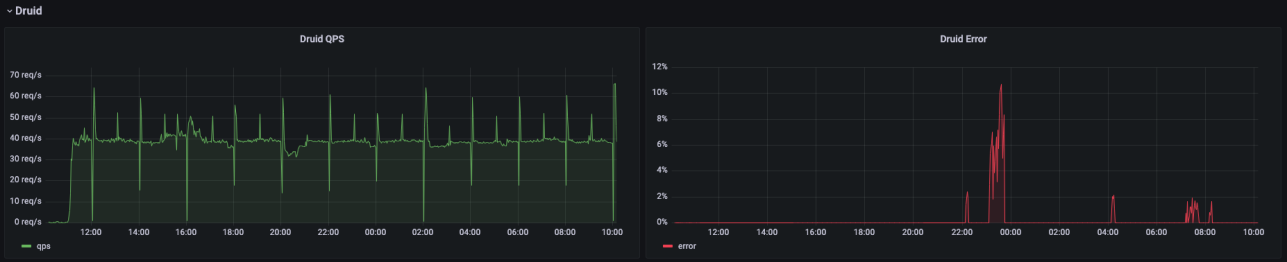 Druid
Druid QPS
70 req/s
60 req/s
50 req/s
40 req/s
30 req/s
20 req/s
10 req/s
0 req/s
12:00 14:00 16:00 18:00 20:00 22:00 00:00 02:00 04:00 06:00 08:00 10:00
qps
Druid Error
12%
10%
8%
6%
4%
2%
0%
12:00 14:00 16:00 18:00 20:00 22:00 00:00 02:00 04:00 06:00 08:00 10:00
error